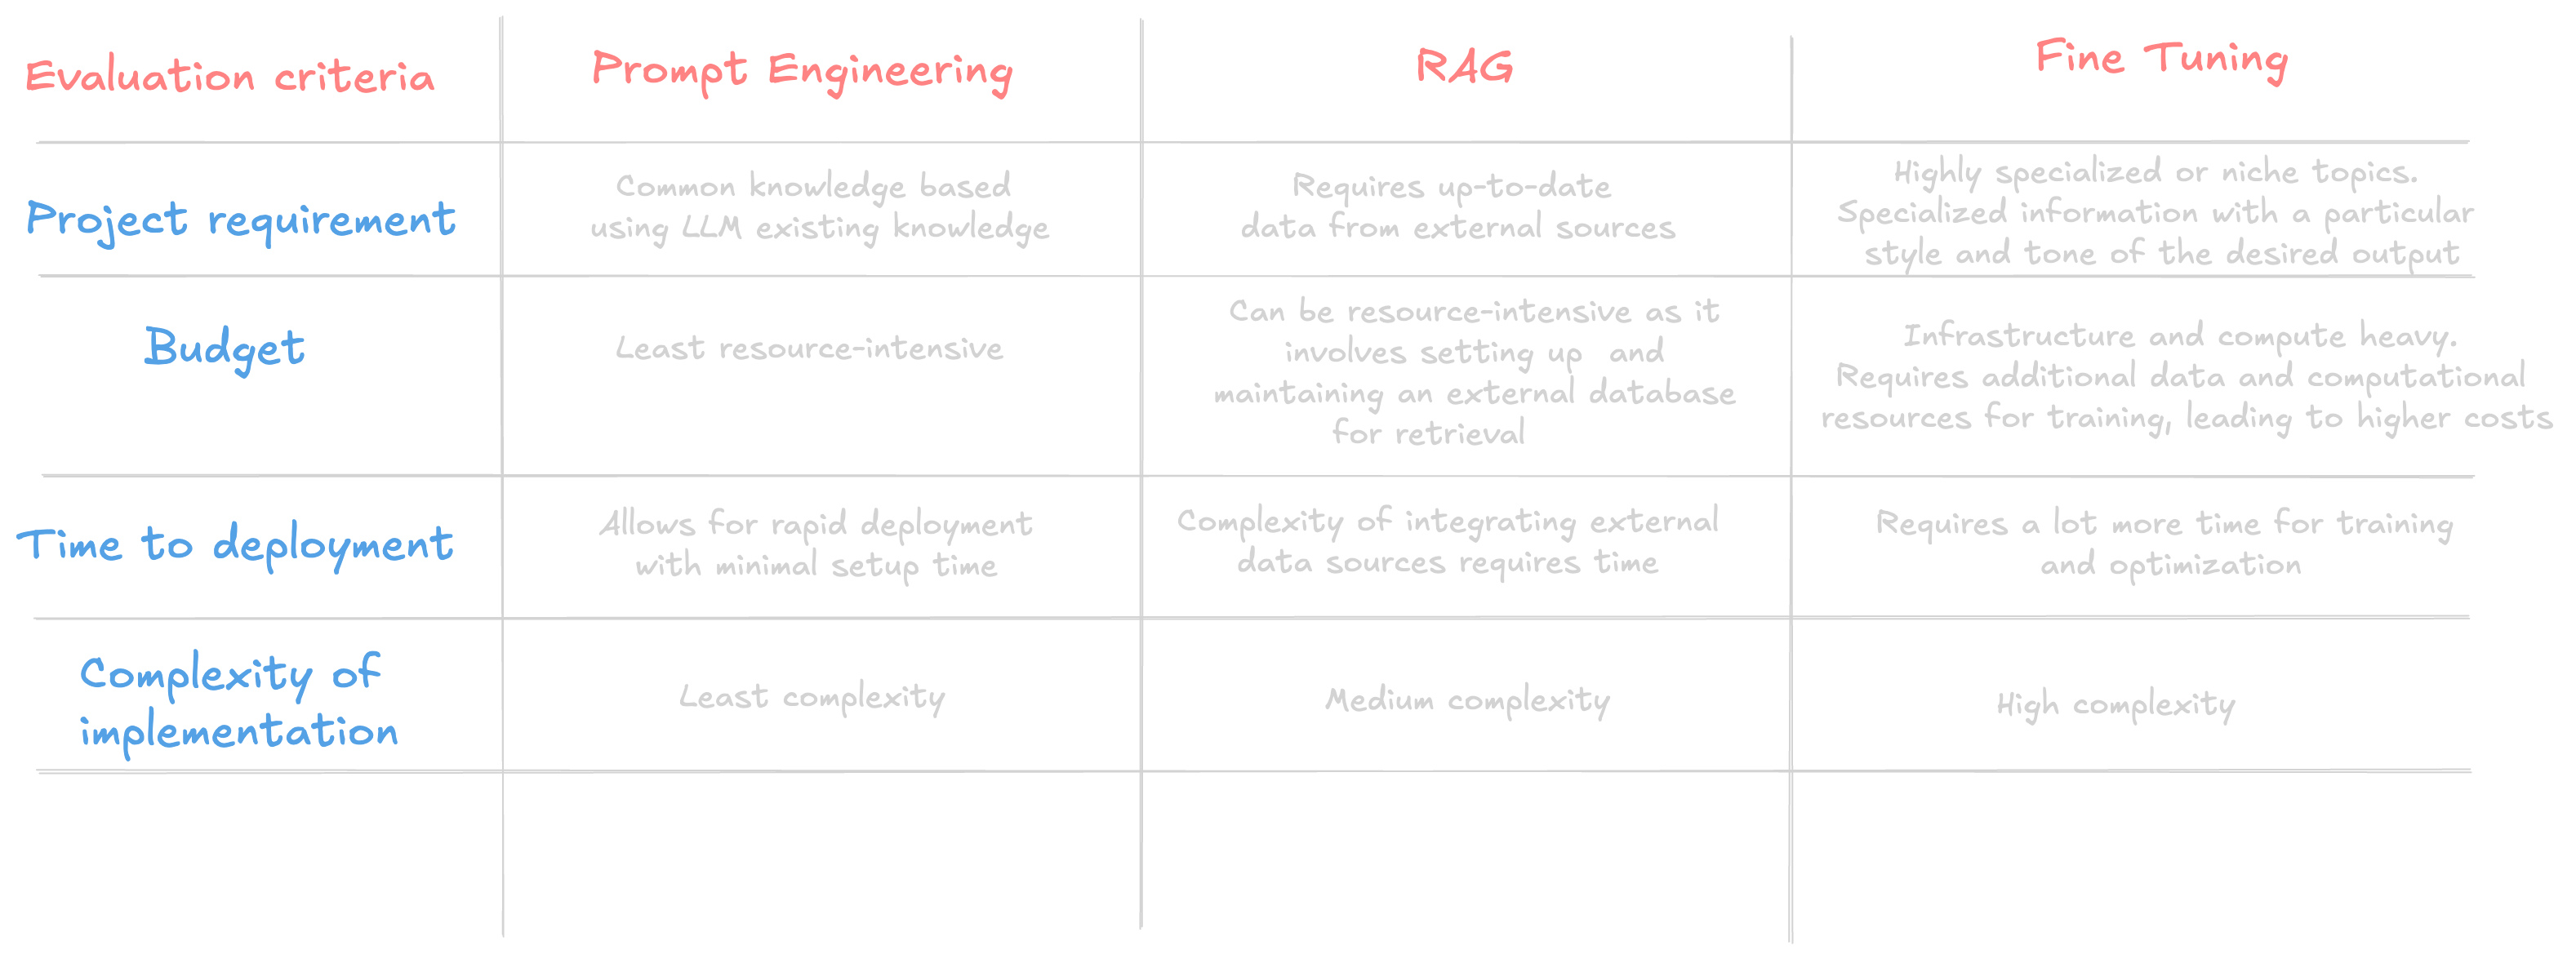 Evaluation criteria
Prompt Engineering
RAG
Fine Tuning
Project requirement
Common knowledge based
using LLM existing knowledge
Requires up-to-date
data from external sources
Highly specialized or niche topics.
Specialized information with a particular
style and tone of the desired output
Budget
Least resource-intensive
Can be resource-intensive as it
involves setting up and
maintaining an external database
for retrieval
Infrastructure and compute heavy.
Requires additional data and computational
resources for training, leading to higher costs
Time to deployment
Allows for rapid deployment
with minimal setup time
Complexity of integrating external
data sources requires time
Requires a lot more time for training
and optimization
Complexity of
implementation
Least complexity
Medium complexity
High complexity